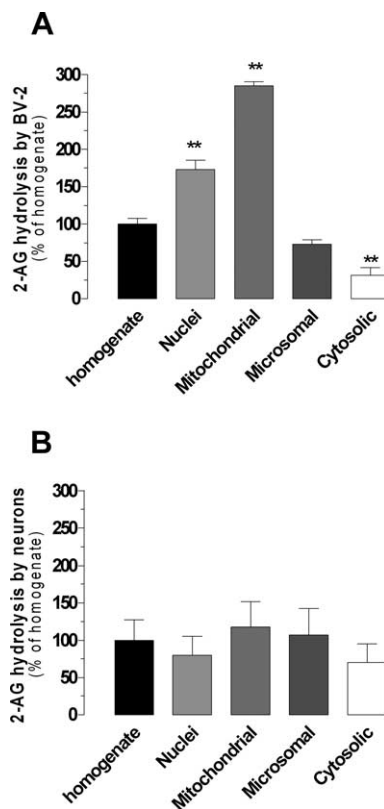 A
2-AG hydrolysis by BV-2
(% of homogenate)
300
250
200
150
100
50
0
**
**
**
homogenate
Nuclei
Mitochondrial
Microsomal
Cytosolic
B
2-AG hydrolysis by neurons
(% of homogenate)
300
250
200
150
100
50
0
homogenate
Nuclei
Mitochondrial
Microsomal
Cytosolic